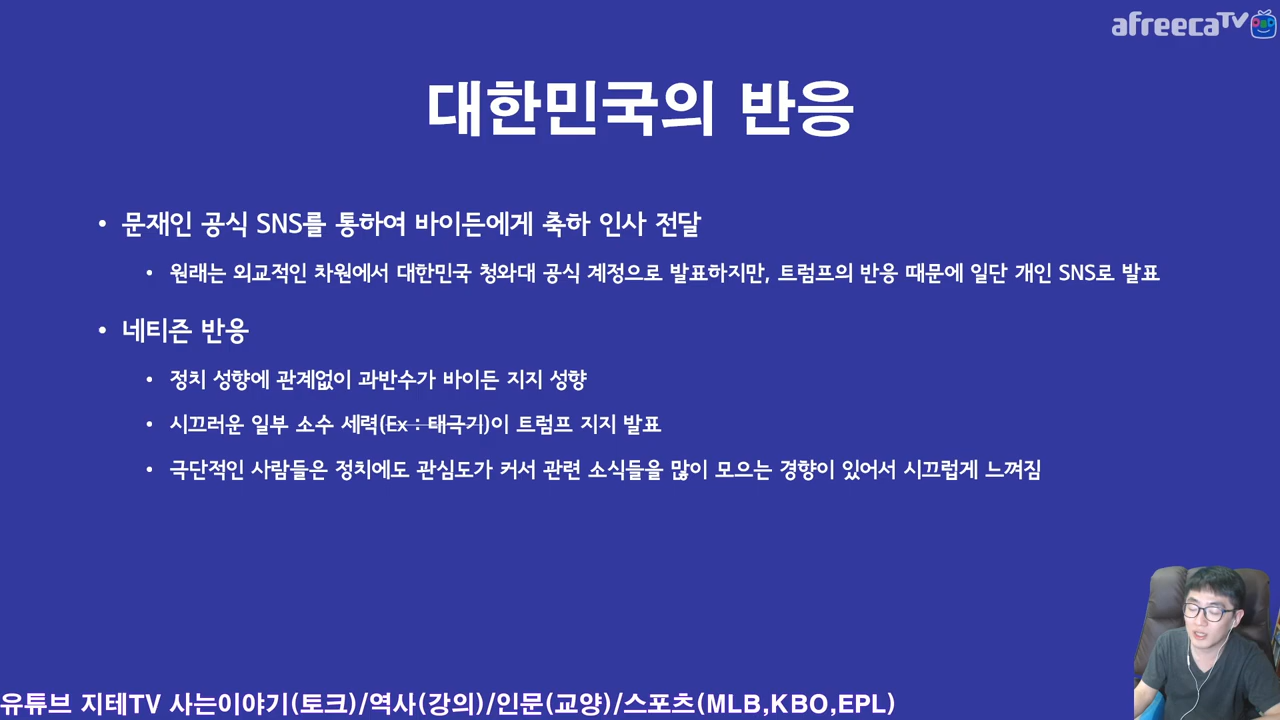 afreecaTV
대한민국의 반응
• 문재인 공식 SNS를 통하여 바이든에게 축하 인사 전달
• 원래는 외교적인 차원에서 대한민국 청와대 공식 계정으로 발표하지만, 트럼프의 반응 때문에 일단 개인 SNS로 발표
• 네티즌 반응
• 정치 성향에 관계없이 과반수가 바이든 지지 성향
• 시끄러운 일부 소수 세력(Ex : 태극기)이 트럼프 지지 발표
• 극단적인 사람들은 정치에도 관심도가 커서 관련 소식들을 많이 모으는 경향이 있어서 시끄럽게 느껴짐
유튜브 지테TV 사는이야기(토크)/역사(강의)/인문(교양)/스포츠(MLB,KBO,EPL)